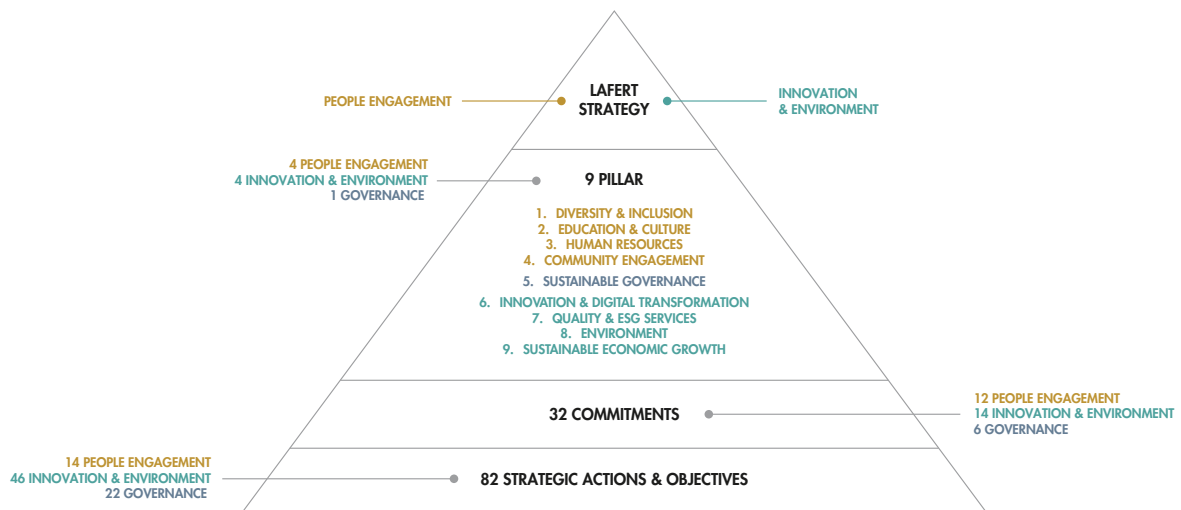 LAFERT
STRATEGY
PEOPLE ENGAGEMENT
INNOVATION
& ENVIRONMENT
4 PEOPLE ENGAGEMENT
4 INNOVATION & ENVIRONMENT
1 GOVERNANCE
9 PILLAR
1. DIVERSITY & INCLUSION
2. EDUCATION & CULTURE
3. HUMAN RESOURCES
4. COMMUNITY ENGAGEMENT
5. SUSTAINABLE GOVERNANCE
6. INNOVATION & DIGITAL TRANSFORMATION
7. QUALITY & ESG SERVICES
8. ENVIRONMENT
9. SUSTAINABLE ECONOMIC GROWTH
32 COMMITMENTS
12 PEOPLE ENGAGEMENT
14 INNOVATION & ENVIRONMENT
6 GOVERNANCE
14 PEOPLE ENGAGEMENT
46 INNOVATION & ENVIRONMENT
22 GOVERNANCE
82 STRATEGIC ACTIONS & OBJECTIVES